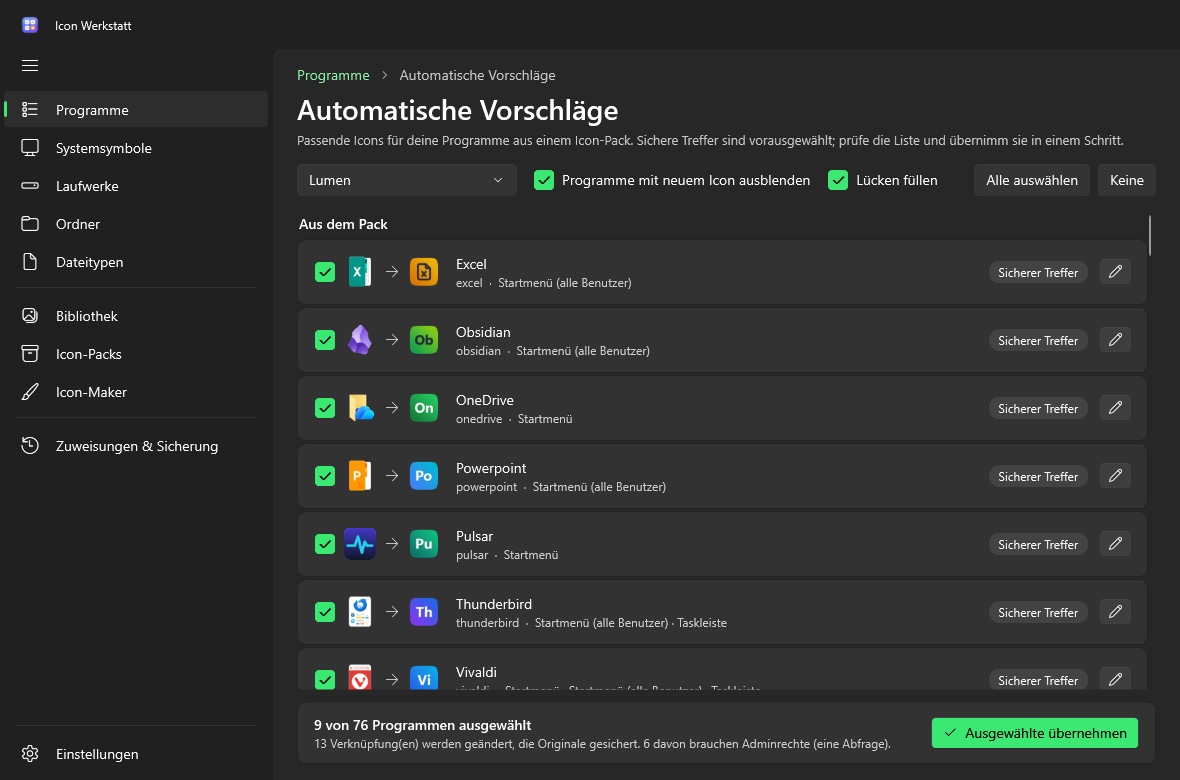 Icon Werkstatt
Programme
Systemsymbole
Laufwerke
Ordner
Dateitypen
Bibliothek
Icon-Packs
Icon-Maker
Zuweisungen & Sicherung
Einstellungen
Programme > Automatische Vorschläge
Automatische Vorschläge
Passende Icons für deine Programme aus einem Icon-Pack. Sichere Treffer sind vorausgewählt; prüfe die Liste und übernimm sie in einem Schritt.
Lumen
Programme mit neuem Icon ausblenden
Lücken füllen
Alle auswählen
Keine
Aus dem Pack
X
Excel
excel · Startmenü (alle Benutzer)
Sicherer Treffer
Ob
Obsidian
obsidian · Startmenü (alle Benutzer)
Sicherer Treffer
On
OneDrive
onedrive · Startmenü
Sicherer Treffer
P
Po
Powerpoint
powerpoint · Startmenü (alle Benutzer)
Sicherer Treffer
Pu
Pulsar
pulsar · Startmenü
Sicherer Treffer
Th
Thunderbird
thunderbird · Startmenü (alle Benutzer) · Taskleiste
Sicherer Treffer
Vi
Vivaldi
vivaldi · Startmenü · Startmenü (alle Benutzer) · Taskleiste
Sicherer Treffer
9 von 76 Programmen ausgewählt
13 Verknüpfung(en) werden geändert, die Originale gesichert. 6 davon brauchen Adminrechte (eine Abfrage).
Ausgewählte übernehmen